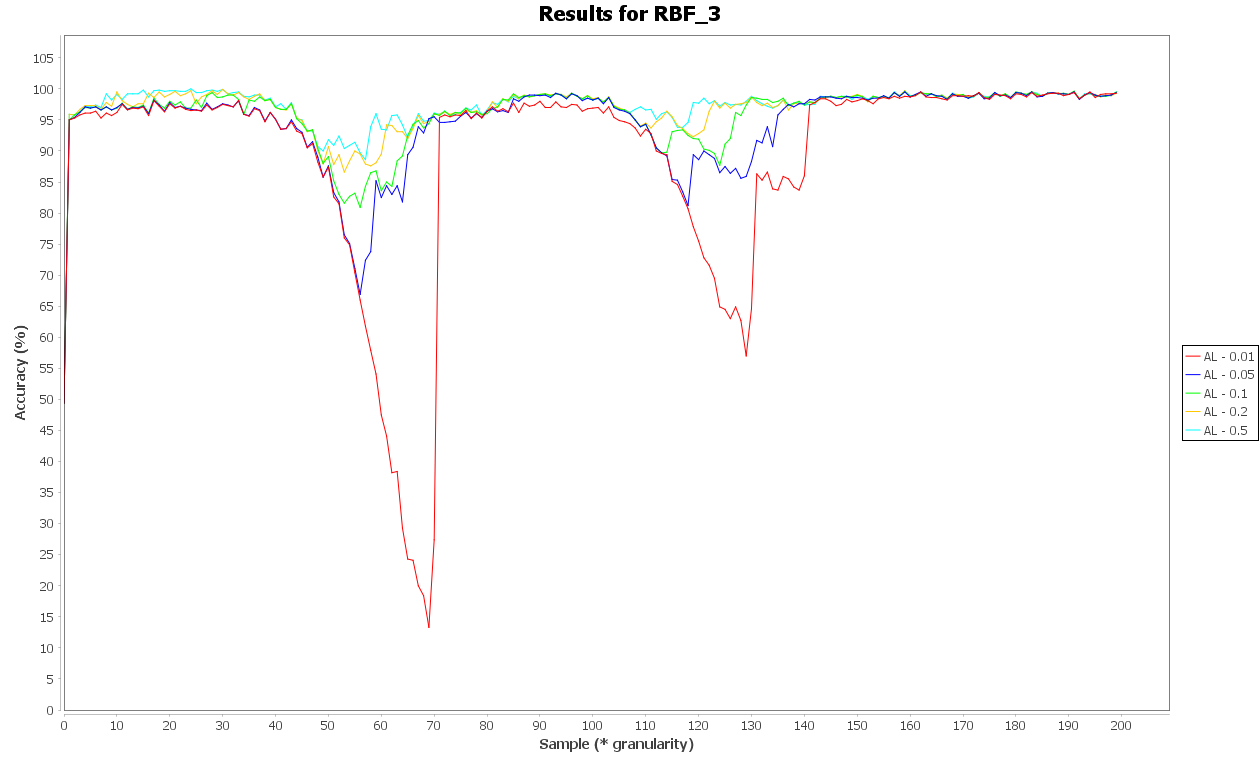 Results for RBF_3
Accuracy (%)
105
100
95
90
85
80
75
70
65
60
55
50
45
40
35
30
25
20
15
10
5
0
0 10 20 30 40 50 60 70 80 90 100 110 120 130 140 150 160 170 180 190 200
Sample (* granularity)
AL - 0.01
AL - 0.05
AL - 0.1
AL - 0.2
AL - 0.5